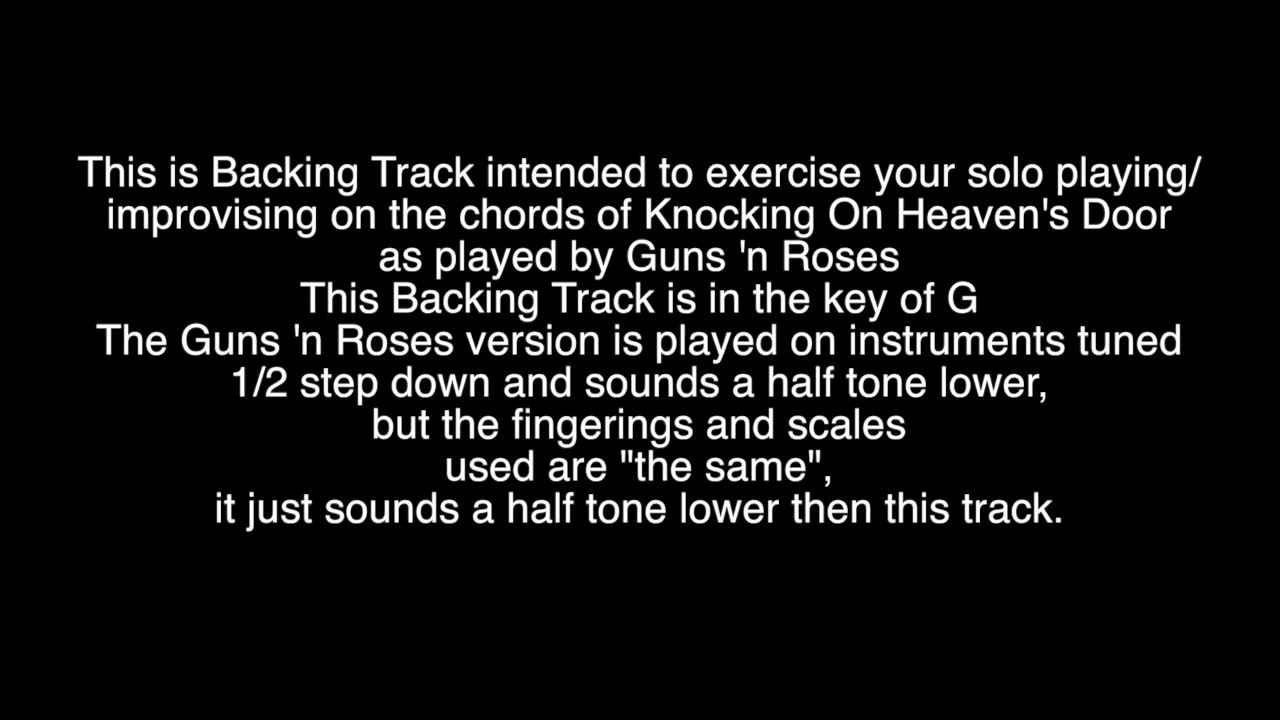 This is Backing Track intended to exercise your solo playing/
improvising on the chords of Knocking On Heaven's Door
as played by Guns 'n Roses
This Backing Track is in the key of G
The Guns 'n Roses version is played on instruments tuned
1/2 step down and sounds a half tone lower,
but the fingerings and scales
used are "the same",
it just sounds a half tone lower then this track.